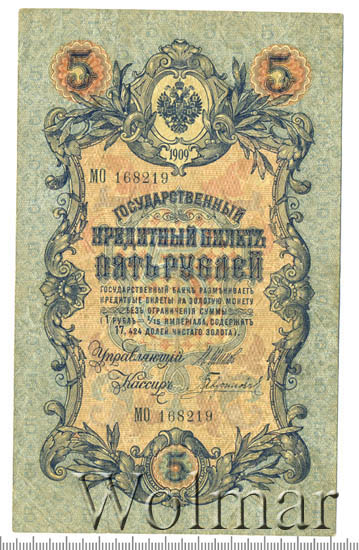 5 5
1909
МО 168219
ГОСУДАРСТВЕННЫЙ
КРЕДИТНЫЙ БИЛЕТЪ
ПЯТЬ РУБЛЕЙ
ГОСУДАРСТВЕННЫЙ БАНКЪ РАЗМѢНИВАЕТЪ
КРЕДИТНЫЕ БИЛЕТЫ НА ЗОЛОТУЮ МОНЕТУ
БЕЗЪ ОГРАНИЧЕНІЯ СУММЫ
(1 РУБЛЬ = 1/15 ИМПЕРІАЛА, СОДЕРЖИТЪ
17,424 ДОЛЕЙ ЧИСТАГО ЗОЛОТА).
Управляющій
Кассиръ
МО 168219
5
Wolmar